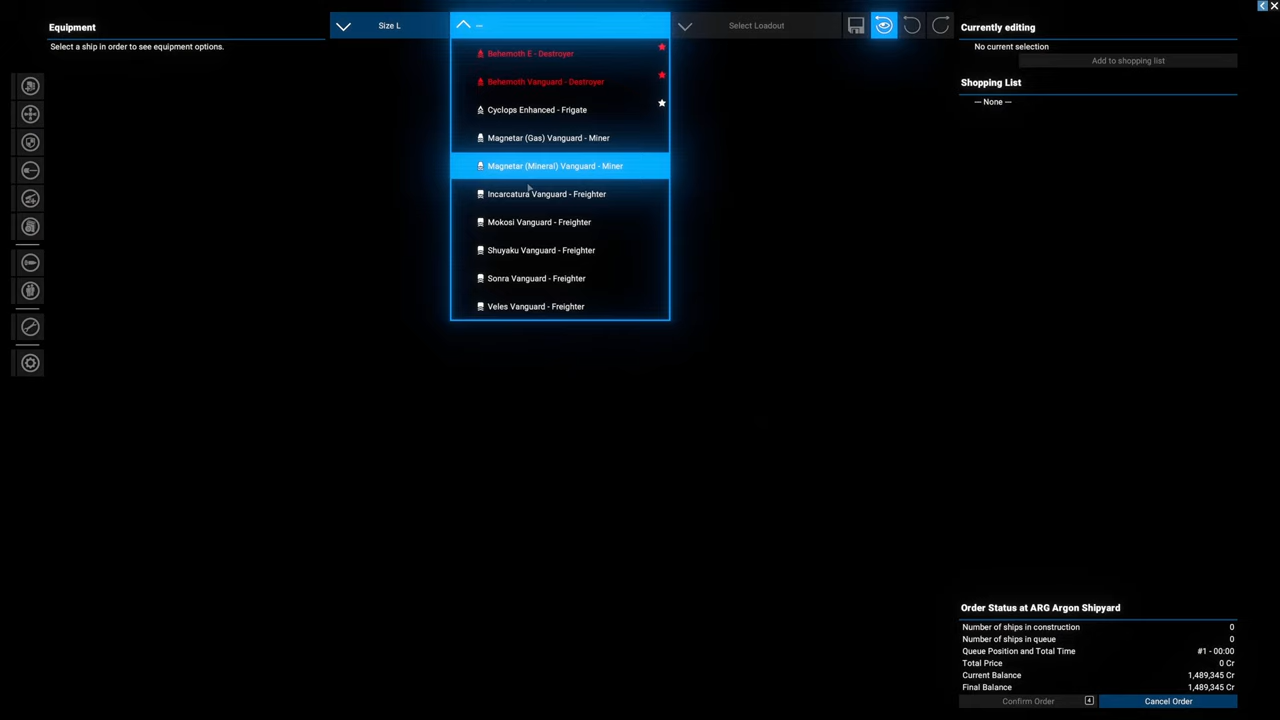 Equipment
Select a ship in order to see equipment options.
Size L
—
Select Loadout
Behemoth E - Destroyer
Behemoth Vanguard - Destroyer
Cyclops Enhanced - Frigate
Magnetar (Gas) Vanguard - Miner
Magnetar (Mineral) Vanguard - Miner
Incarcatura Vanguard - Freighter
Mokosi Vanguard - Freighter
Shuyaku Vanguard - Freighter
Sonra Vanguard - Freighter
Veles Vanguard - Freighter
Currently editing
No current selection
Add to shopping list
Shopping List
— None —
Order Status at ARG Argon Shipyard
Number of ships in construction 0
Number of ships in queue 0
Queue Position and Total Time #1 - 00:00
Total Price 0 Cr
Current Balance 1,489,345 Cr
Final Balance 1,489,345 Cr
Confirm Order 4 Cancel Order